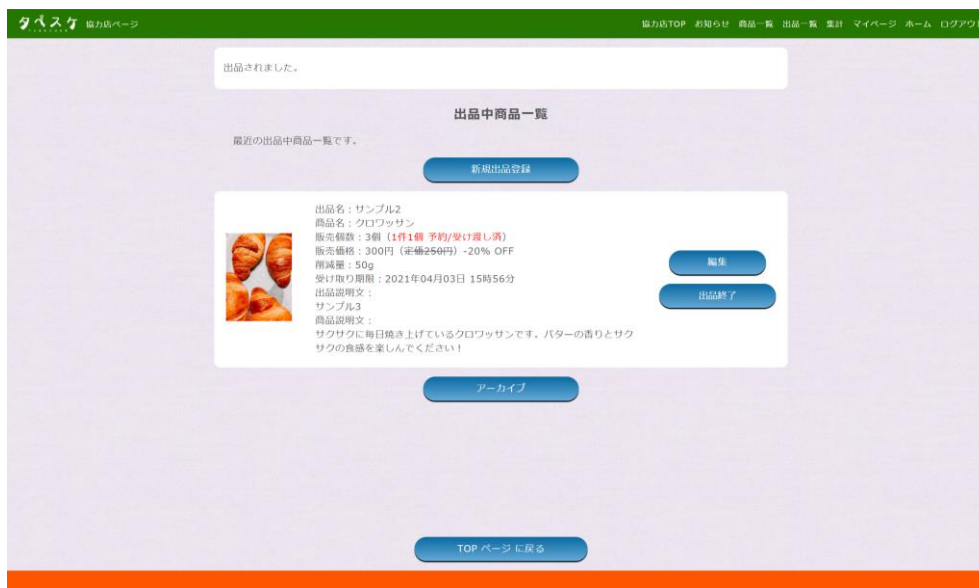 タベスケ 協力店ページ
協力店TOP お知らせ 商品一覧 出品一覧 集計 マイページ ホーム ログアウト
出品されました。
出品中商品一覧
最近の出品中商品一覧です。
新規出品登録
出品名：サンプル2
商品名：クロワッサン
販売個数：3個（1件1個 予約/受け渡し済）
販売価格：300円（定価250円）-20% OFF
削減量：50g
受け取り期限：2021年04月03日 15時56分
出品説明文：
サンプル3
商品説明文：
サクサクに毎日焼き上げているクロワッサンです。バターの香りとサク
サクの食感を楽しんでください！
編集
出品終了
アーカイブ
TOP ページ に戻る